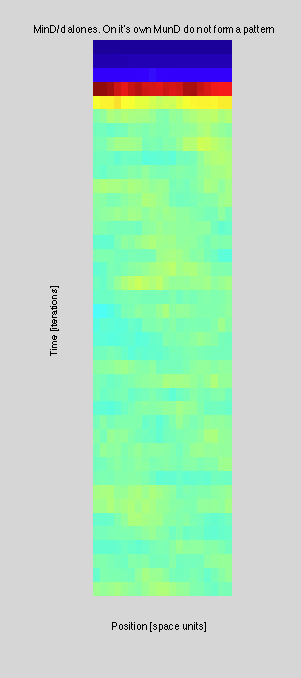 MinD/d alones. On it's own MunD do not form a pattern
Time [iterations]
Position [space units]